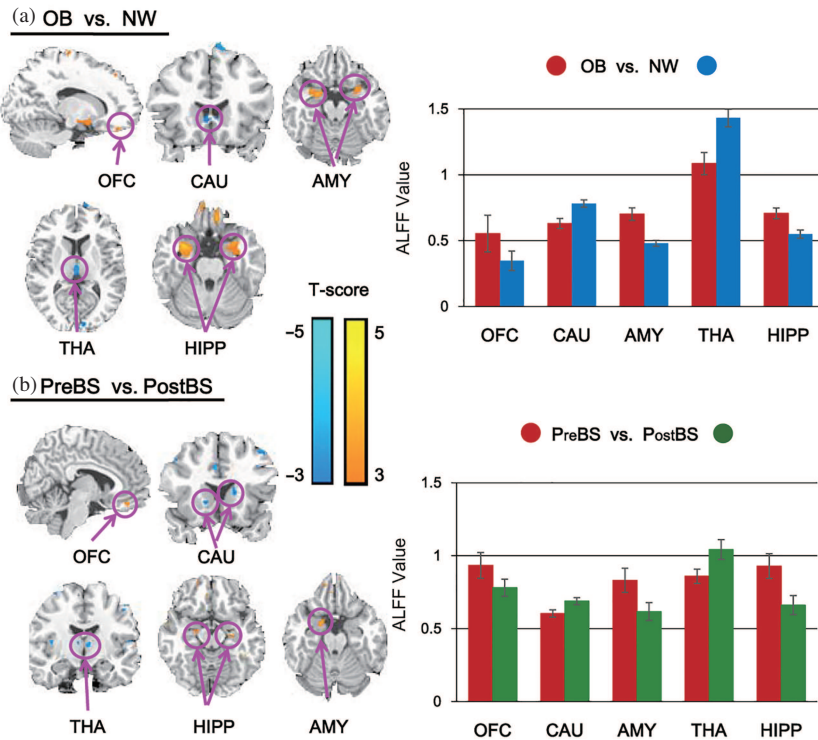 (a) OB vs. NW
OFC CAU AMY
THA HIPP
T-score
−5 5
−3 3
OB vs. NW
ALFF Value
1.5
1
0.5
0
OFC CAU AMY THA HIPP
(b) PreBS vs. PostBS
OFC CAU
THA HIPP AMY
PreBS vs. PostBS
ALFF Value
1.5
1
0.5
0
OFC CAU AMY THA HIPP